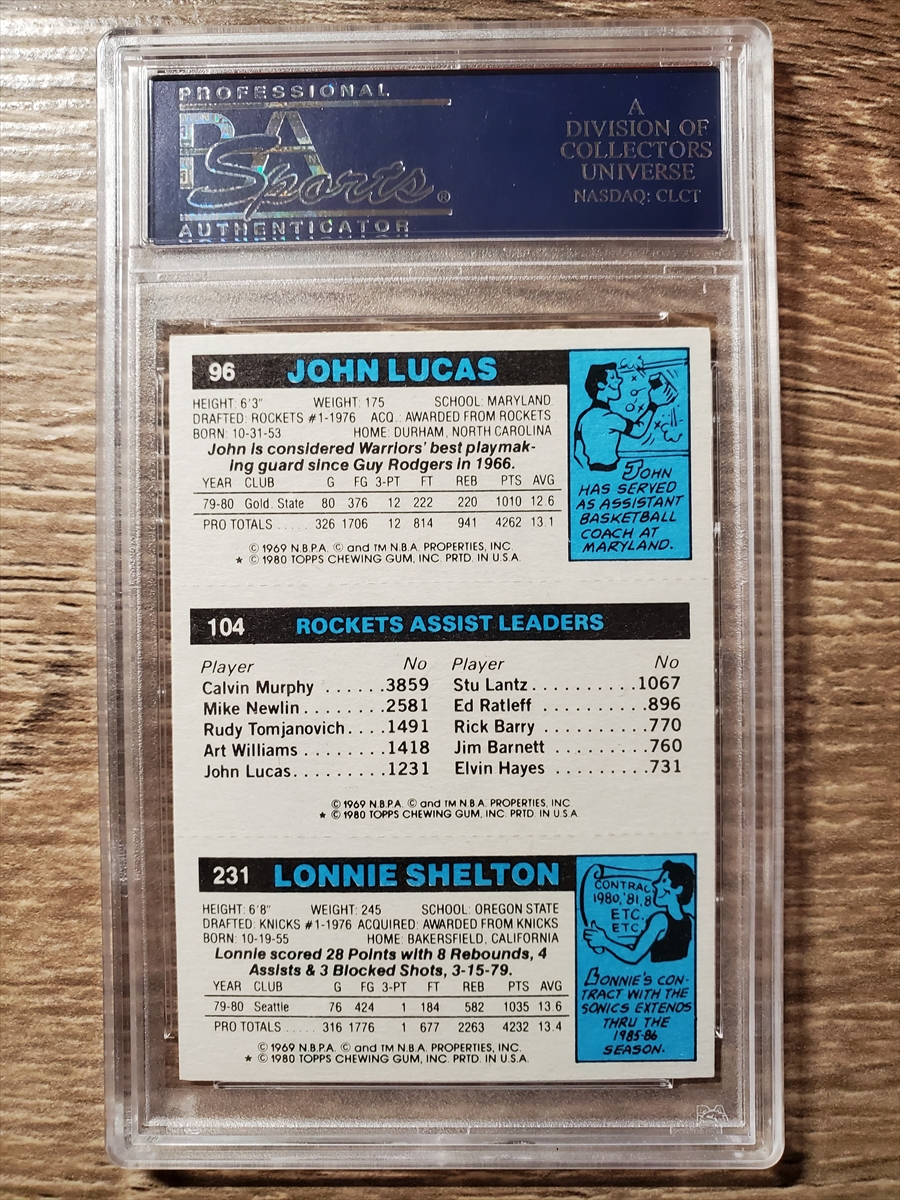 PROFESSIONAL
PSA
Sports®
AUTHENTICATOR
A
DIVISION OF
COLLECTORS
UNIVERSE
NASDAQ: CLCT
96 JOHN LUCAS
HEIGHT: 6'3" WEIGHT: 175 SCHOOL: MARYLAND
DRAFTED: ROCKETS #1-1976 ACQ.: AWARDED FROM ROCKETS
BORN: 10-31-53 HOME: DURHAM, NORTH CAROLINA
John is considered Warriors' best playmak-
ing guard since Guy Rodgers in 1966.
YEAR CLUB G FG 3-PT FT REB PTS AVG
79-80 Gold. State 80 376 12 222 220 1010 12.6
PRO TOTALS ..... 326 1706 12 814 941 4262 13.1
© 1969 N.B.P.A. © and TM N.B.A. PROPERTIES, INC.
★ © 1980 TOPPS CHEWING GUM, INC. PRTD. IN U.S.A.
JOHN
HAS SERVED
AS ASSISTANT
BASKETBALL
COACH AT
MARYLAND.
104 ROCKETS ASSIST LEADERS
Player No Player No
Calvin Murphy ......3859 Stu Lantz..........1067
Mike Newlin........2581 Ed Ratleff .........896
Rudy Tomjanovich....1491 Rick Barry .........770
Art Williams ........1418 Jim Barnett ........760
John Lucas.........1231 Elvin Hayes ........731
© 1969 N.B.P.A. © and TM N.B.A. PROPERTIES, INC
★ © 1980 TOPPS CHEWING GUM, INC. PRTD. IN U.S.A
231 LONNIE SHELTON
HEIGHT: 6'8" WEIGHT: 245 SCHOOL: OREGON STATE
DRAFTED: KNICKS #1-1976 ACQUIRED: AWARDED FROM KNICKS
BORN: 10-19-55 HOME: BAKERSFIELD, CALIFORNIA
Lonnie scored 28 Points with 8 Rebounds, 4
Assists & 3 Blocked Shots, 3-15-79.
YEAR CLUB G FG 3-PT FT REB PTS AVG
79-80 Seattle 76 424 1 184 582 1035 13.6
PRO TOTALS ..... 316 1776 1 677 2263 4232 13.4
© 1969 N.B.P.A. © and TM N.B.A. PROPERTIES, INC.
★ © 1980 TOPPS CHEWING GUM, INC. PRTD. IN U.S.A.
CONTRAC
1980,'81,8
ETC.
ETC.
LONNIE'S CON-
TRACT WITH THE
SONICS EXTENDS
THRU THE
1985-86
SEASON.
PSA